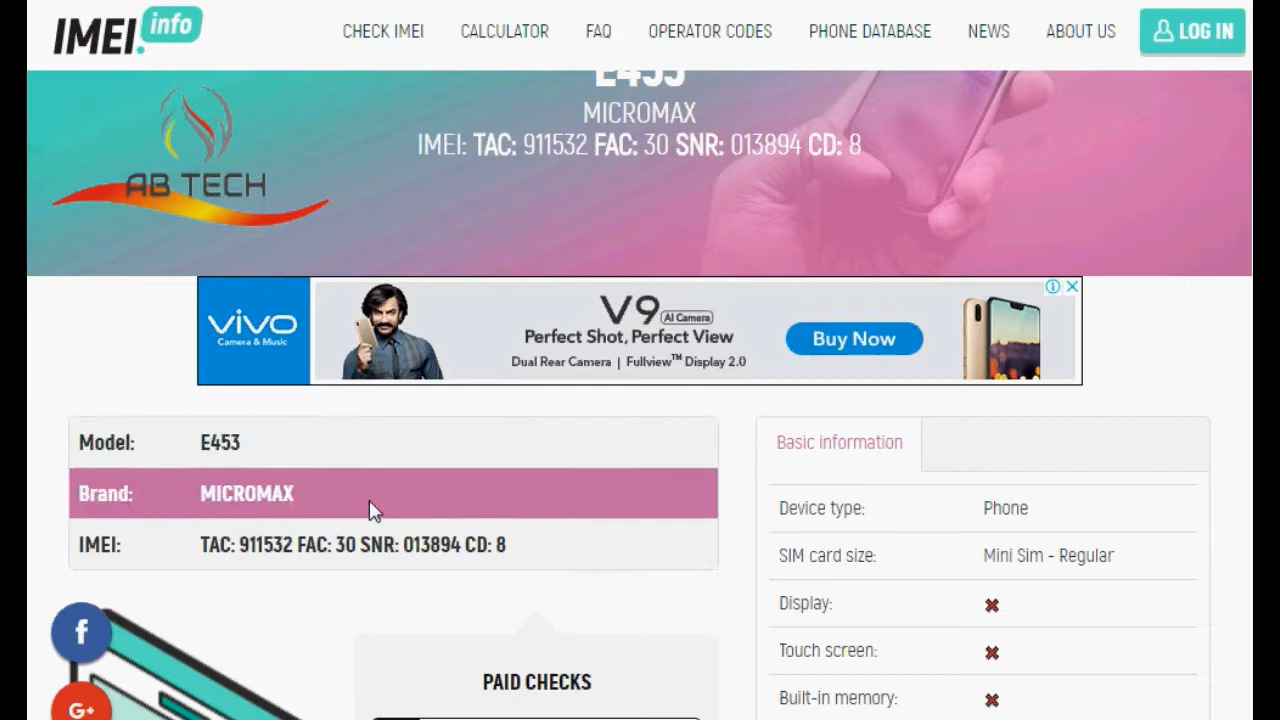 IMEI.info
CHECK IMEI CALCULATOR FAQ OPERATOR CODES PHONE DATABASE NEWS ABOUT US LOG IN
E453
MICROMAX
IMEI: TAC: 911532 FAC: 30 SNR: 013894 CD: 8
AB TECH
vivo
Camera & Music
V9 AI Camera
Perfect Shot, Perfect View
Dual Rear Camera | Fullview™ Display 2.0
Buy Now
Model: E453
Brand: MICROMAX
IMEI: TAC: 911532 FAC: 30 SNR: 013894 CD: 8
f
G+
PAID CHECKS
Basic information
Device type: Phone
SIM card size: Mini Sim - Regular
Display: ✖
Touch screen: ✖
Built-in memory: ✖